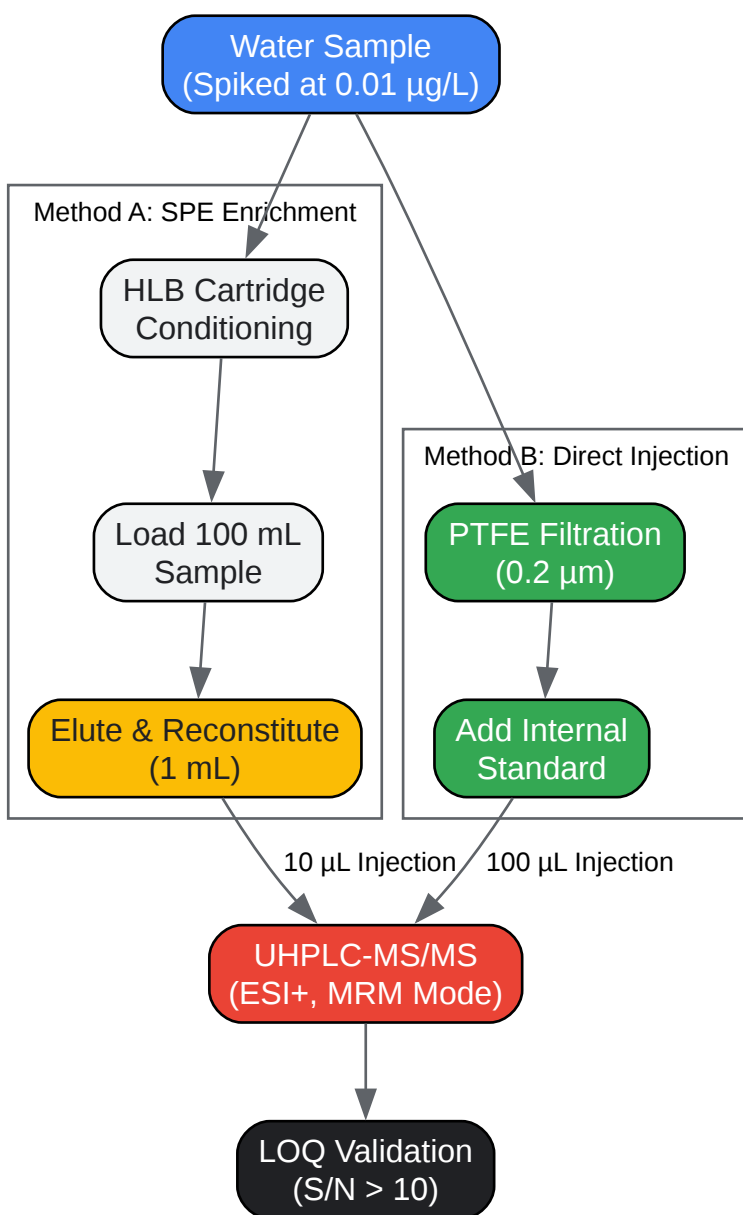 Water Sample
(Spiked at 0.01 µg/L)
Method A: SPE Enrichment
HLB Cartridge
Conditioning
Load 100 mL
Sample
Elute & Reconstitute
(1 mL)
Method B: Direct Injection
PTFE Filtration
(0.2 µm)
Add Internal
Standard
10 µL Injection
100 µL Injection
UHPLC-MS/MS
(ESI+, MRM Mode)
LOQ Validation
(S/N > 10)